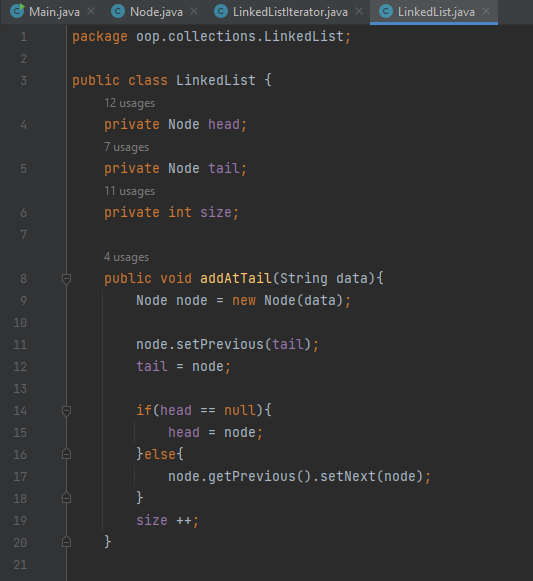 Main.java Node.java LinkedListIterator.java LinkedList.java
1 package oop.collections.LinkedList;
2
3 public class LinkedList {
12 usages
4 private Node head;
7 usages
5 private Node tail;
11 usages
6 private int size;
7
4 usages
8 public void addAtTail(String data){
9 Node node = new Node(data);
10
11 node.setPrevious(tail);
12 tail = node;
13
14 if(head == null){
15 head = node;
16 }else{
17 node.getPrevious().setNext(node);
18 }
19 size ++;
20 }
21